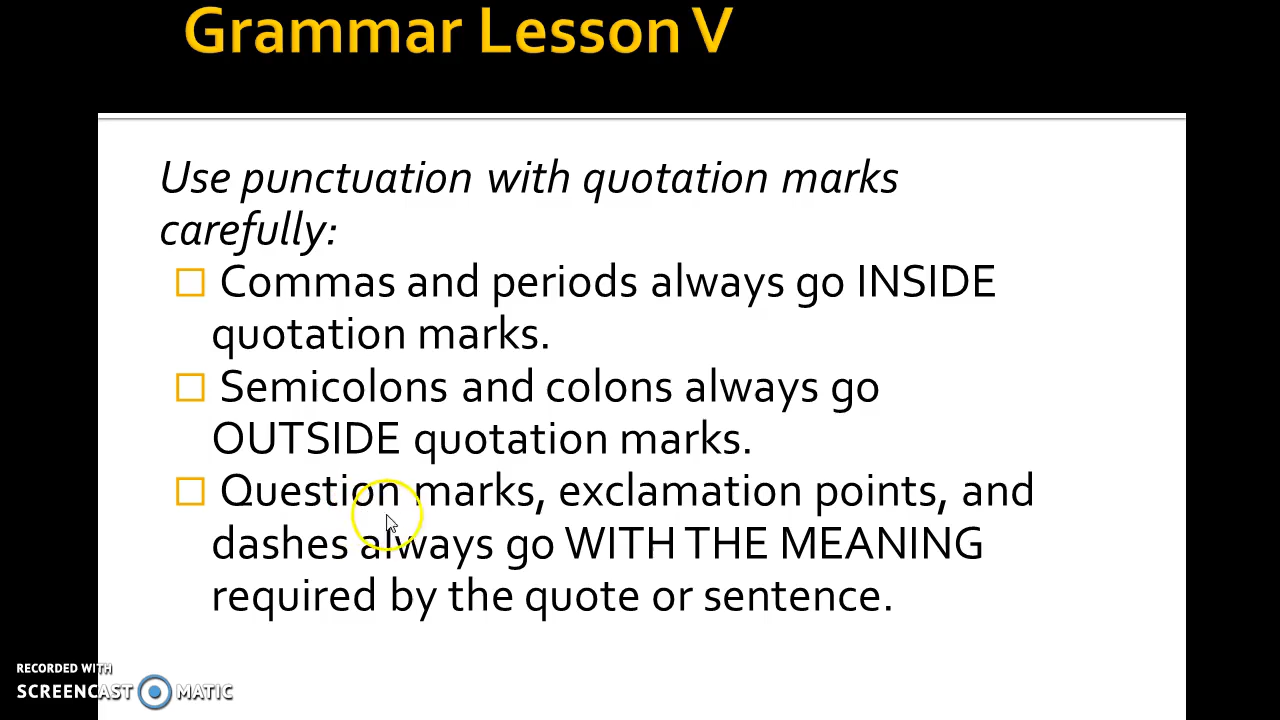 Grammar Lesson V
Use punctuation with quotation marks
carefully:
Commas and periods always go INSIDE
quotation marks.
Semicolons and colons always go
OUTSIDE quotation marks.
Question marks, exclamation points, and
dashes always go WITH THE MEANING
required by the quote or sentence.
RECORDED WITH
SCREENCAST MATIC